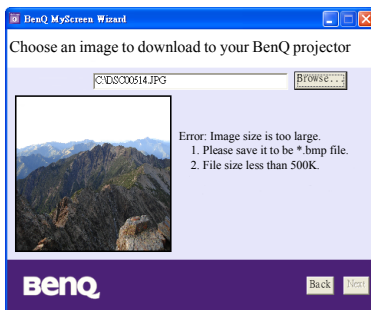 BenQ MyScreen Wizard
Choose an image to download to your BenQ projector
C:\DSC00514.JPG
Browse...
Error: Image size is too large.
1. Please save it to be *.bmp file.
2. File size less than 500K.
BenQ
Back
Next